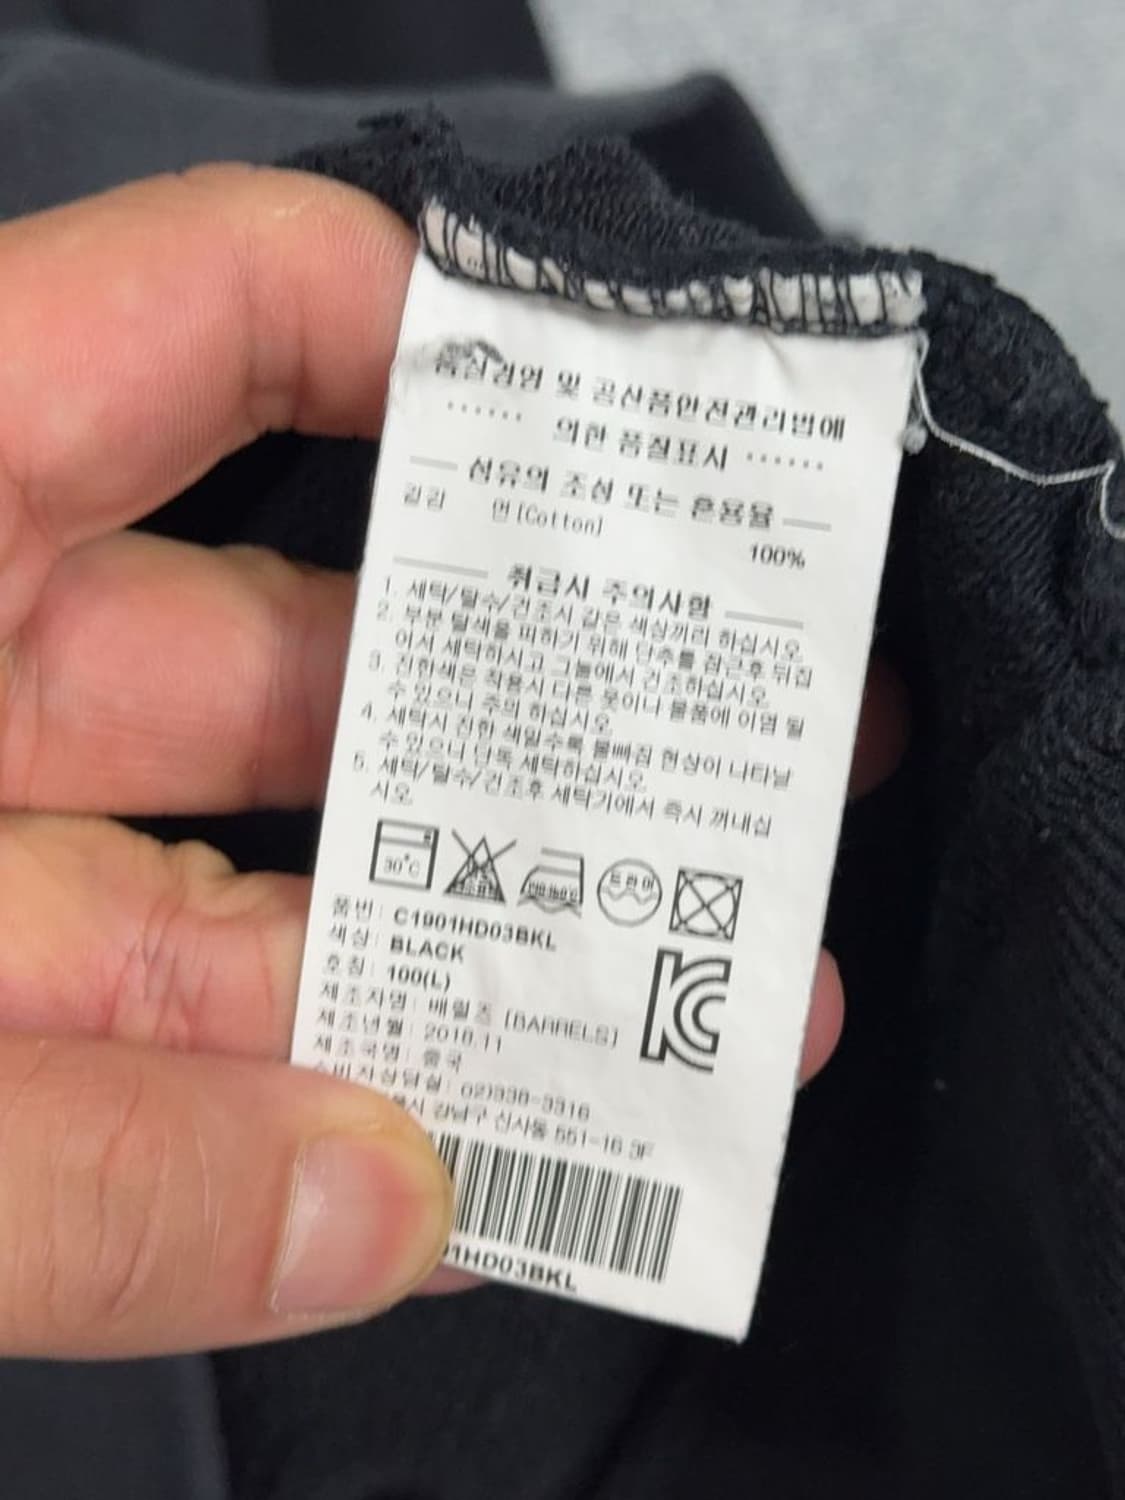 품질경영 및 공산품안전관리법에
...... 의한 품질표시 ......
섬유의 조성 또는 혼용율
겉감 면 [Cotton] 100%
취급시 주의사항
1. 세탁/탈수/건조시 같은 색상끼리 하십시오.
2. 부분 탈색을 피하기 위해 단추를 잠근후 뒤집
어서 세탁하시고 그늘에서 건조하십시오.
3. 진한색은 착용시 다른 옷이나 물품에 이염 될
수 있으니 주의 하십시오.
4. 세탁시 진한 색일수록 물빠짐 현상이 나타날
수 있으니 단독 세탁하십시오.
5. 세탁/탈수/건조후 세탁기에서 즉시 꺼내십
시오.
30°C
드라이
품번: C1901HD03BKL
색상: BLACK
호칭: 100(L)
제조자명: 배럴즈 [BARRELS]
제조년월: 2018.11
제조국명: 중국
소비자상담실: 02)338-3316
강남구 신사동 551-16 3F
01HD03BKL